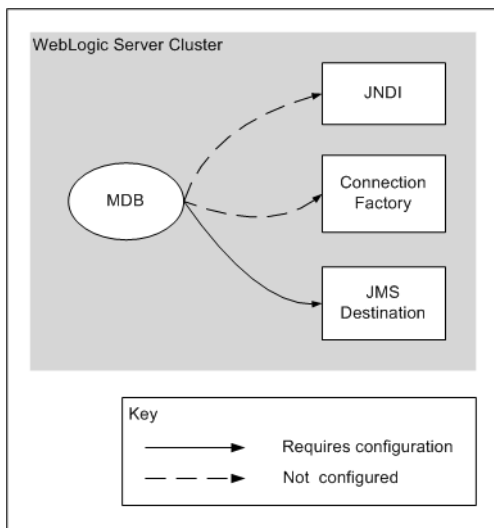 WebLogic Server Cluster
JNDI
MDB
Connection
Factory
JMS
Destination
Key
Requires configuration
Not configured